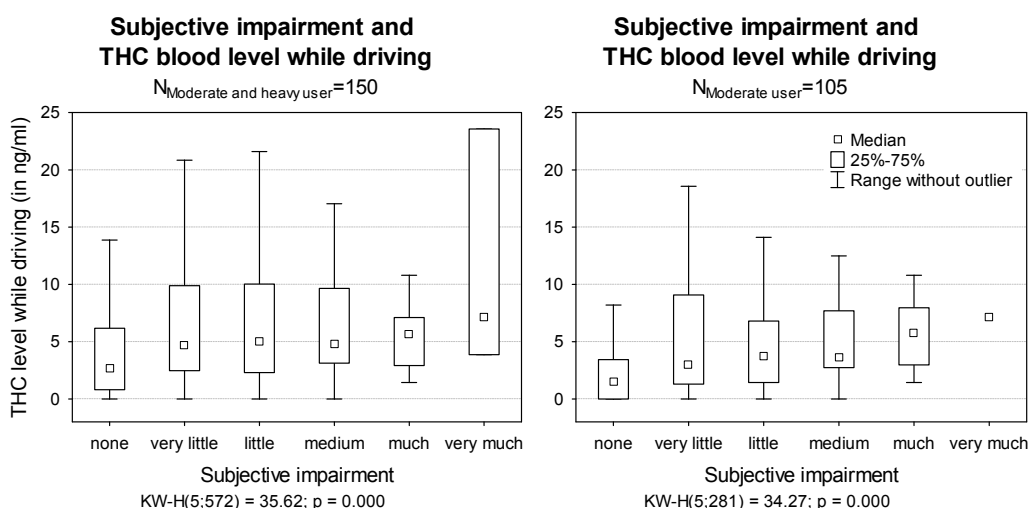 Subjective impairment and
THC blood level while driving
N Moderate and heavy user=150
THC level while driving (in ng/ml)
25
20
15
10
5
0
none very little little medium much very much
Subjective impairment
KW-H(5;572) = 35.62; p = 0.000
Subjective impairment and
THC blood level while driving
N Moderate user=105
Median
25%-75%
Range without outlier
25
20
15
10
5
0
none very little little medium much very much
Subjective impairment
KW-H(5;281) = 34.27; p = 0.000